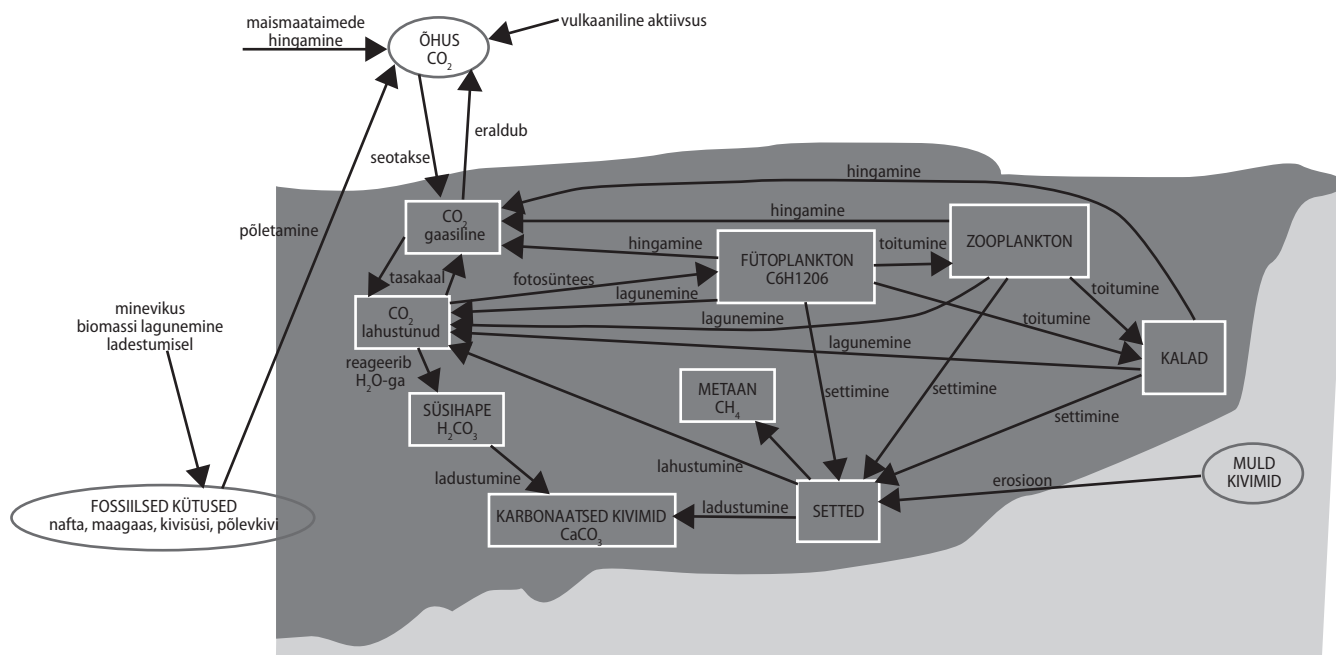 maismaataimede
hingamine
ÕHUS
CO₂
vulkaaniline aktiivsus
eraldub
seotakse
hingamine
CO₂
gaasiline
hingamine
ZOOPLANKTON
põletamine
hingamine
FÜTOPLANKTON
C6H1206
toitumine
tasakaal
fotosüntees
lagunemine
toitumine
minevikus
biomassi lagunemine
ladestumisel
CO₂
lahustunud
lagunemine
toitumine
lagunemine
KALAD
reageerib
H₂O-ga
METAAN
CH₄
settimine
settimine
settimine
SÜSIHAPE
H₂CO₃
lahustumine
ladustumine
MULD
KIVIMID
erosioon
FOSSIILSED KÜTUSED
nafta, maagaas, kivisüsi, põlevkivi
KARBONAATSED KIVIMID
CaCO₃
ladustumine
SETTED